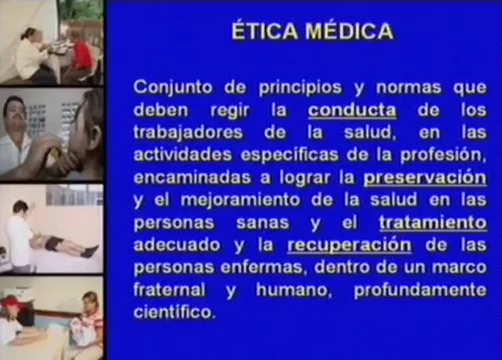 ÉTICA MÉDICA
Conjunto de principios y normas que
deben regir la conducta de los
trabajadores de la salud, en las
actividades específicas de la profesión,
encaminadas a lograr la preservación
y el mejoramiento de la salud en las
personas sanas y el tratamiento
adecuado y la recuperación de las
personas enfermas, dentro de un marco
fraternal y humano, profundamente
científico.